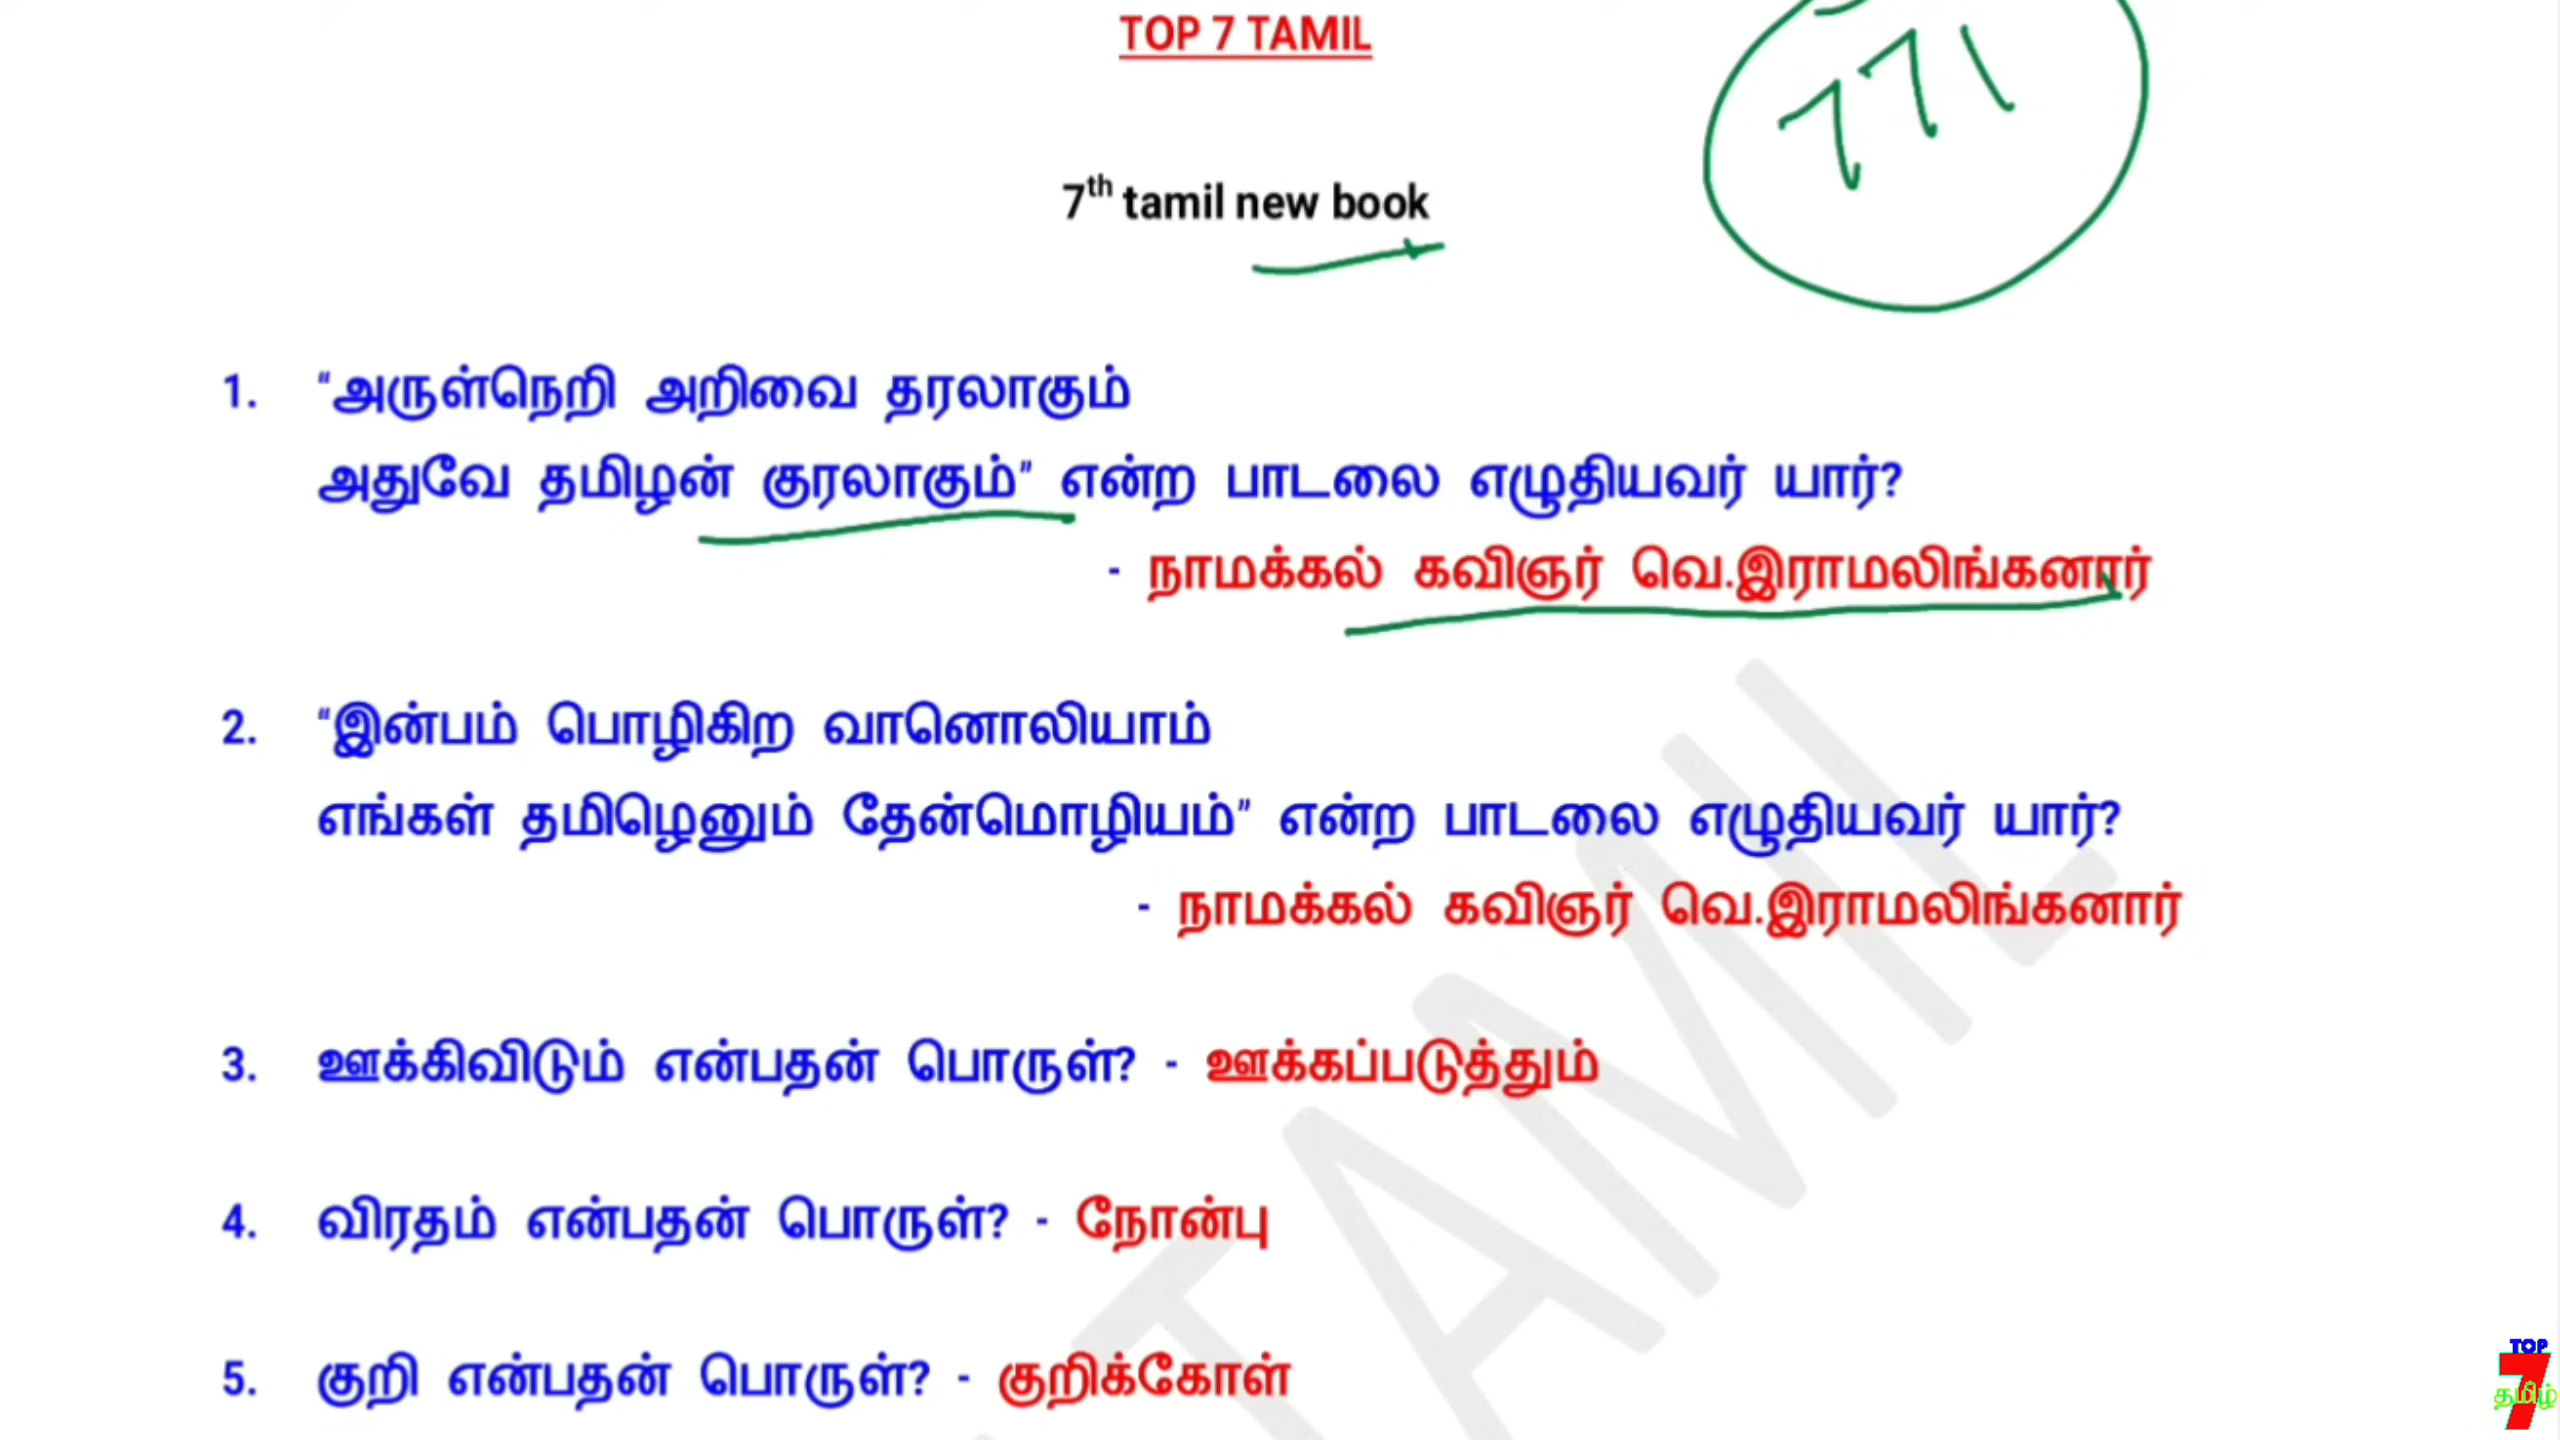 TOP 7 TAMIL
771
7th tamil new book
1. “அருள்நெறி அறிவை தரலாகும்
அதுவே தமிழன் குரலாகும்” என்ற பாடலை எழுதியவர் யார்?
- நாமக்கல் கவிஞர் வெ.இராமலிங்கனார்
2. “இன்பம் பொழிகிற வானொலியாம்
எங்கள் தமிழெனும் தேன்மொழியம்” என்ற பாடலை எழுதியவர் யார்?
- நாமக்கல் கவிஞர் வெ.இராமலிங்கனார்
3. ஊக்கிவிடும் என்பதன் பொருள்? - ஊக்கப்படுத்தும்
4. விரதம் என்பதன் பொருள்? - நோன்பு
5. குறி என்பதன் பொருள்? - குறிக்கோள்
TAMIL
TOP
7
தமிழ்